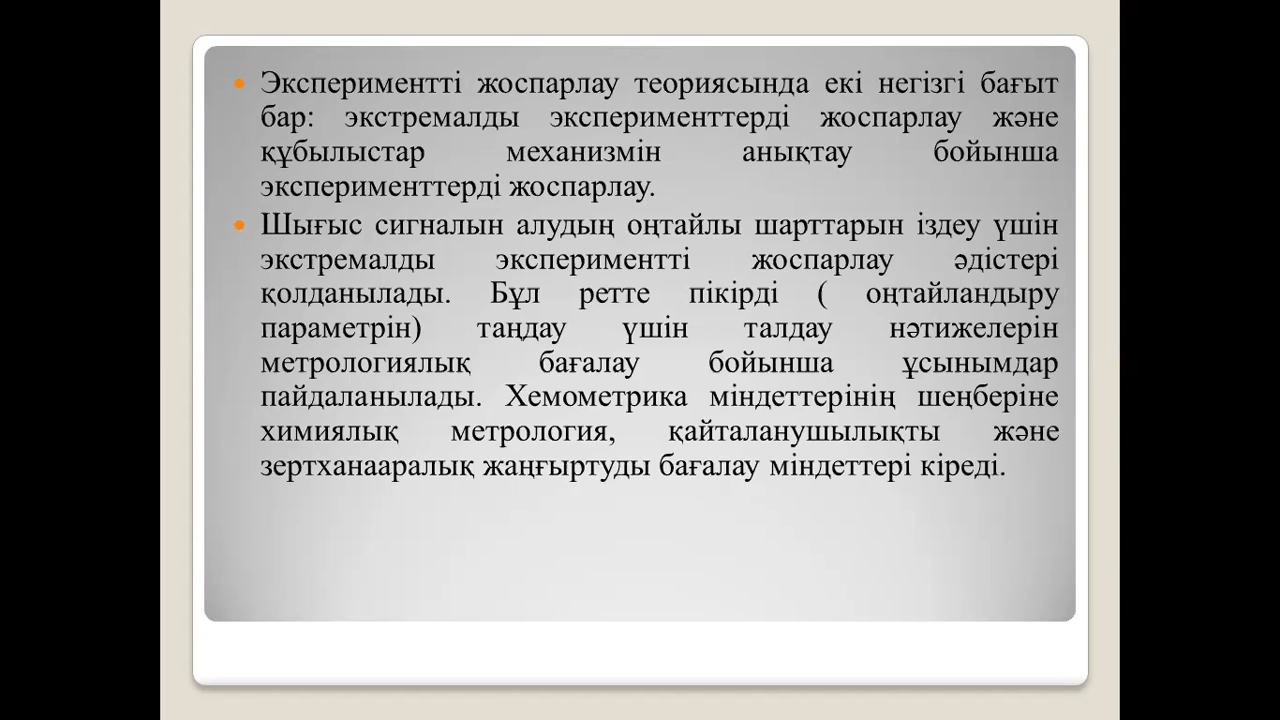 Экспериментті жоспарлау теориясында екі негізгі бағыт
бар: экстремалды эксперименттерді жоспарлау және
құбылыстар механизмін анықтау бойынша
эксперименттерді жоспарлау.
Шығыс сигналын алудың оңтайлы шарттарын іздеу үшін
экстремалды экспериментті жоспарлау әдістері
қолданылады. Бұл ретте пікірді ( оңтайландыру
параметрін) таңдау үшін талдау нәтижелерін
метрологиялық бағалау бойынша ұсынымдар
пайдаланылады. Хемометрика міндеттерінің шеңберіне
химиялық метрология, қайталанушылықты және
зертханааралық жаңғыртуды бағалау міндеттері кіреді.